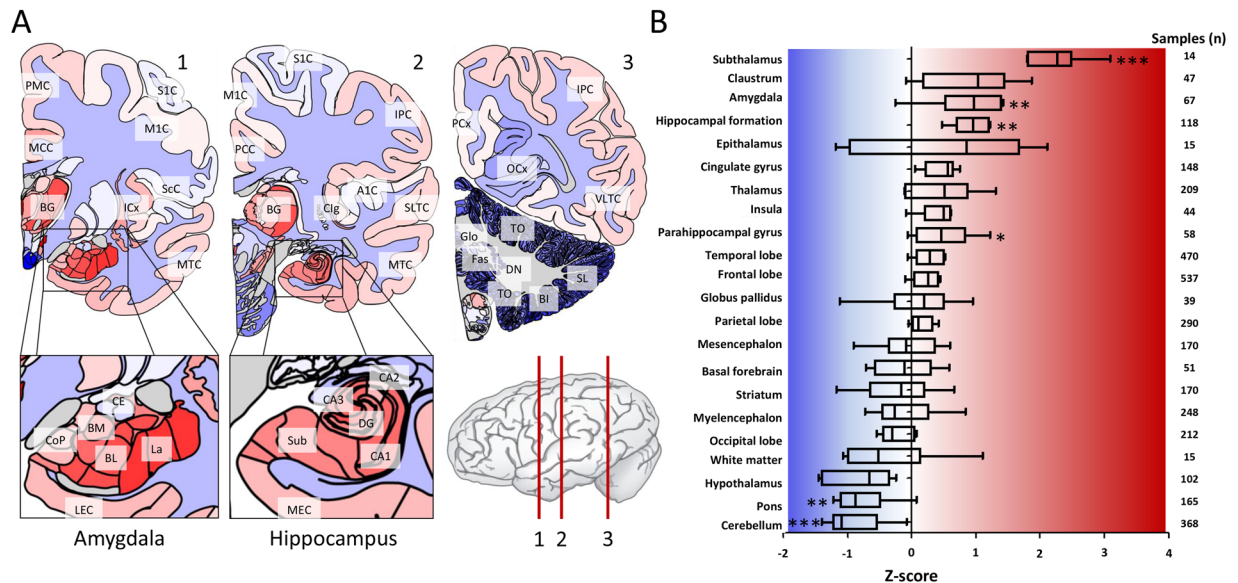 A
1
PMC
S1C
M1C
MCC
ScC
BG
ICx
MTC
2
S1C
M1C
IPC
PCC
A1C
BG
Clg
SLTC
MTC
3
IPC
PCx
OCx
VLTC
TO
Glo
Fas
DN
SL
TO
BI
CE
BM
CoP
La
BL
LEC
Amygdala
CA2
CA3
DG
Sub
CA1
MEC
Hippocampus
1 2 3
B
Samples (n)
Subthalamus *** 14
Claustrum 47
Amygdala ** 67
Hippocampal formation ** 118
Epithalamus 15
Cingulate gyrus 148
Thalamus 209
Insula 44
Parahippocampal gyrus * 58
Temporal lobe 470
Frontal lobe 537
Globus pallidus 39
Parietal lobe 290
Mesencephalon 170
Basal forebrain 51
Striatum 170
Myelencephalon 248
Occipital lobe 212
White matter 15
Hypothalamus 102
Pons ** 165
Cerebellum *** 368
-2 -1 0 1 2 3 4
Z-score